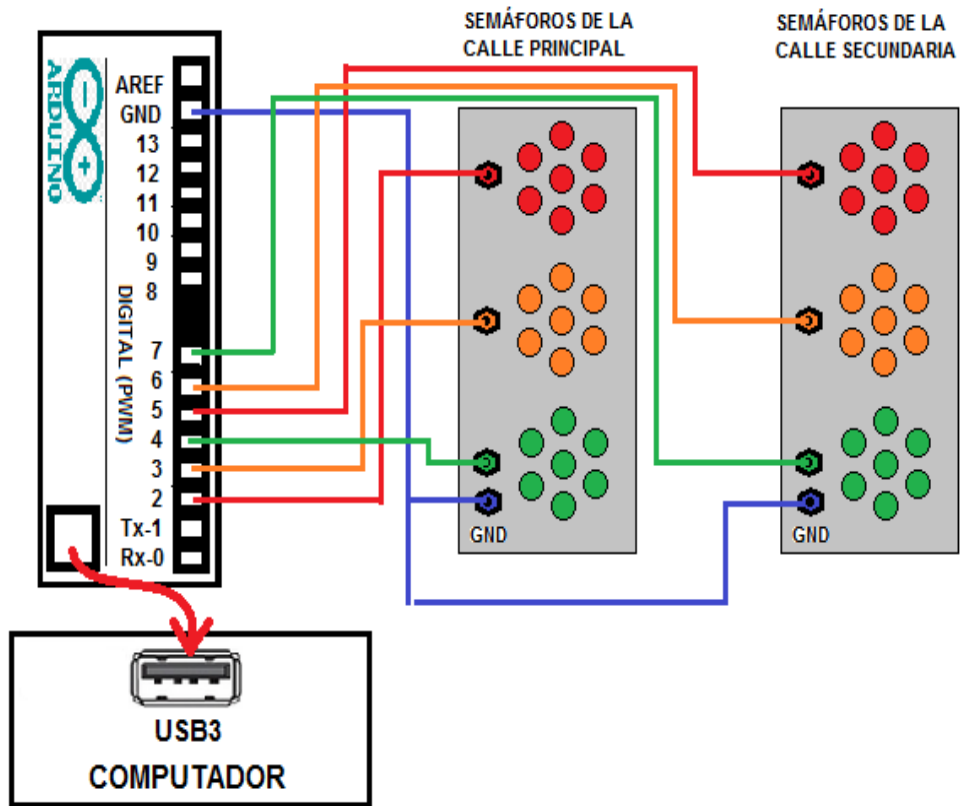 SEMÁFOROS DE LA
CALLE PRINCIPAL
SEMÁFOROS DE LA
CALLE SECUNDARIA
ARDUINO
AREF
GND
13
12
11
10
9
8
DIGITAL (PWM)
7
6
5
4
3
2
Tx-1
Rx-0
GND
GND
USB3
COMPUTADOR